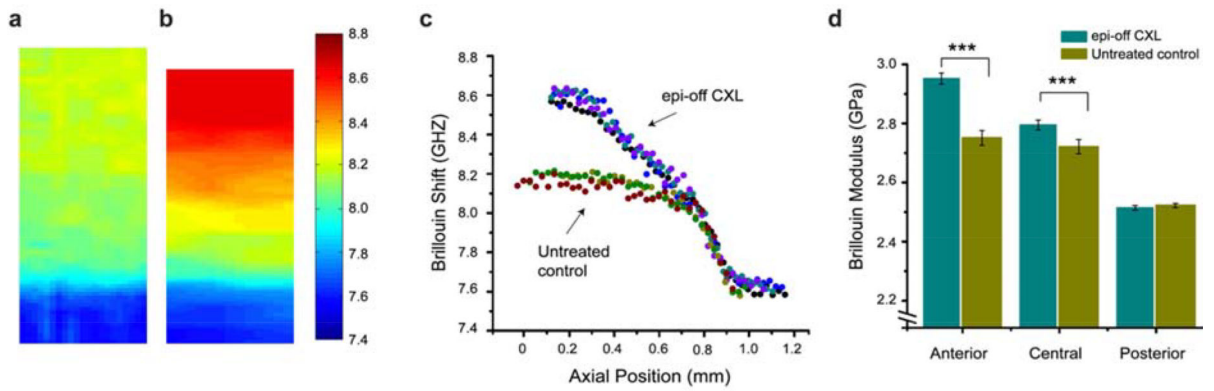 a
b
8.8
8.6
8.4
8.2
8.0
7.8
7.6
7.4
c
Brillouin Shift (GHZ)
8.8
8.6
8.4
8.2
8.0
7.8
7.6
7.4
epi-off CXL
Untreated
control
0 0.2 0.4 0.6 0.8 1.0 1.2
Axial Position (mm)
d
epi-off CXL
Untreated control
Brillouin Modulus (GPa)
3.0
2.8
2.6
2.4
2.2
***
***
Anterior Central Posterior